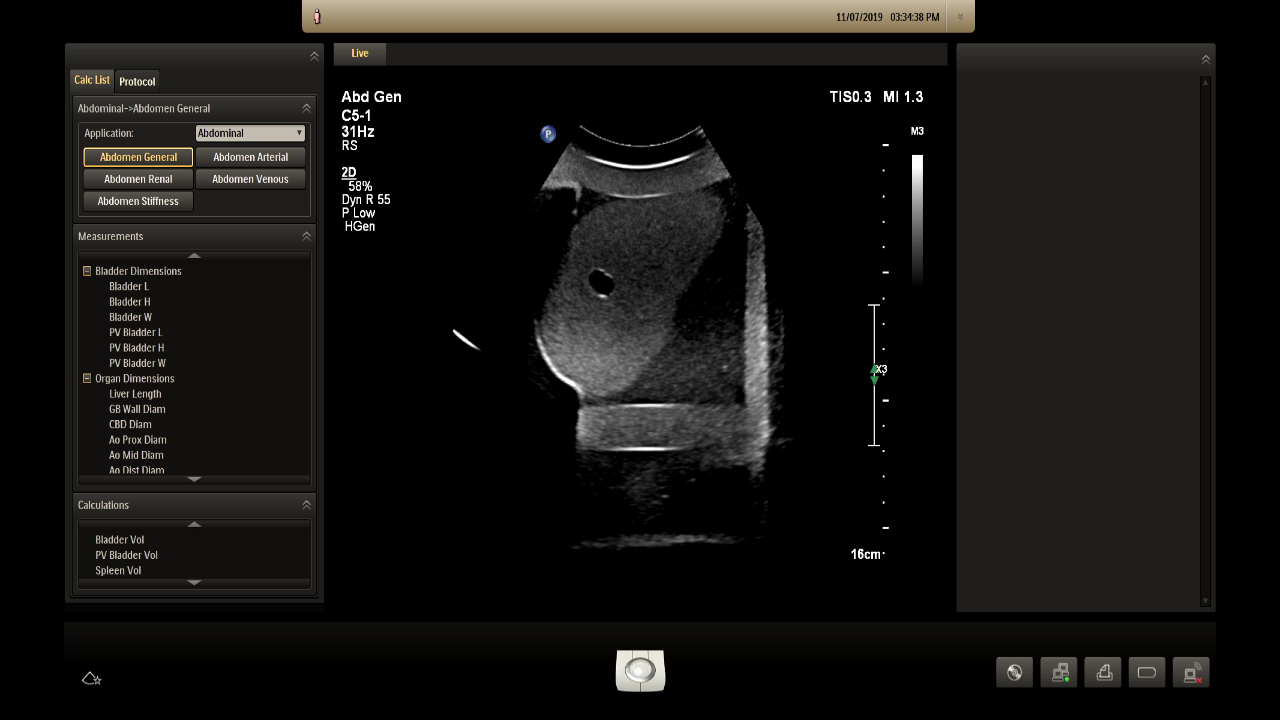 11/07/2019 03:34:38 PM
Live
Calc List Protocol
Abdominal->Abdomen General
Application: Abdominal
Abdomen General Abdomen Arterial
Abdomen Renal Abdomen Venous
Abdomen Stiffness
Measurements
Bladder Dimensions
Bladder L
Bladder H
Bladder W
PV Bladder L
PV Bladder H
PV Bladder W
Organ Dimensions
Liver Length
GB Wall Diam
CBD Diam
Ao Prox Diam
Ao Mid Diam
Ao Dist Diam
Calculations
Bladder Vol
PV Bladder Vol
Spleen Vol
Abd Gen
C5-1
31Hz
RS
2D
58%
Dyn R 55
P Low
HGen
P
TIS0.3 MI 1.3
M3
X3
16cm